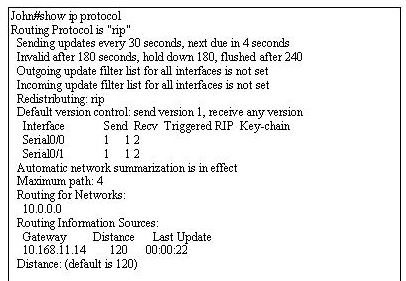 John#show ip protocol
Routing Protocol is "rip"
Sending updates every 30 seconds, next due in 4 seconds
Invalid after 180 seconds, hold down 180, flushed after 240
Outgoing update filter list for all interfaces is not set
Incoming update filter list for all interfaces is not set
Redistributing: rip
Default version control: send version 1, receive any version
Interface Send Recv Triggered RIP Key-chain
Serial0/0 1 1 2
Serial0/1 1 1 2
Automatic network summarization is in effect
Maximum path: 4
Routing for Networks:
10.0.0.0
Routing Information Sources:
Gateway Distance Last Update
10.168.11.14 120 00:00:22
Distance: (default is 120)